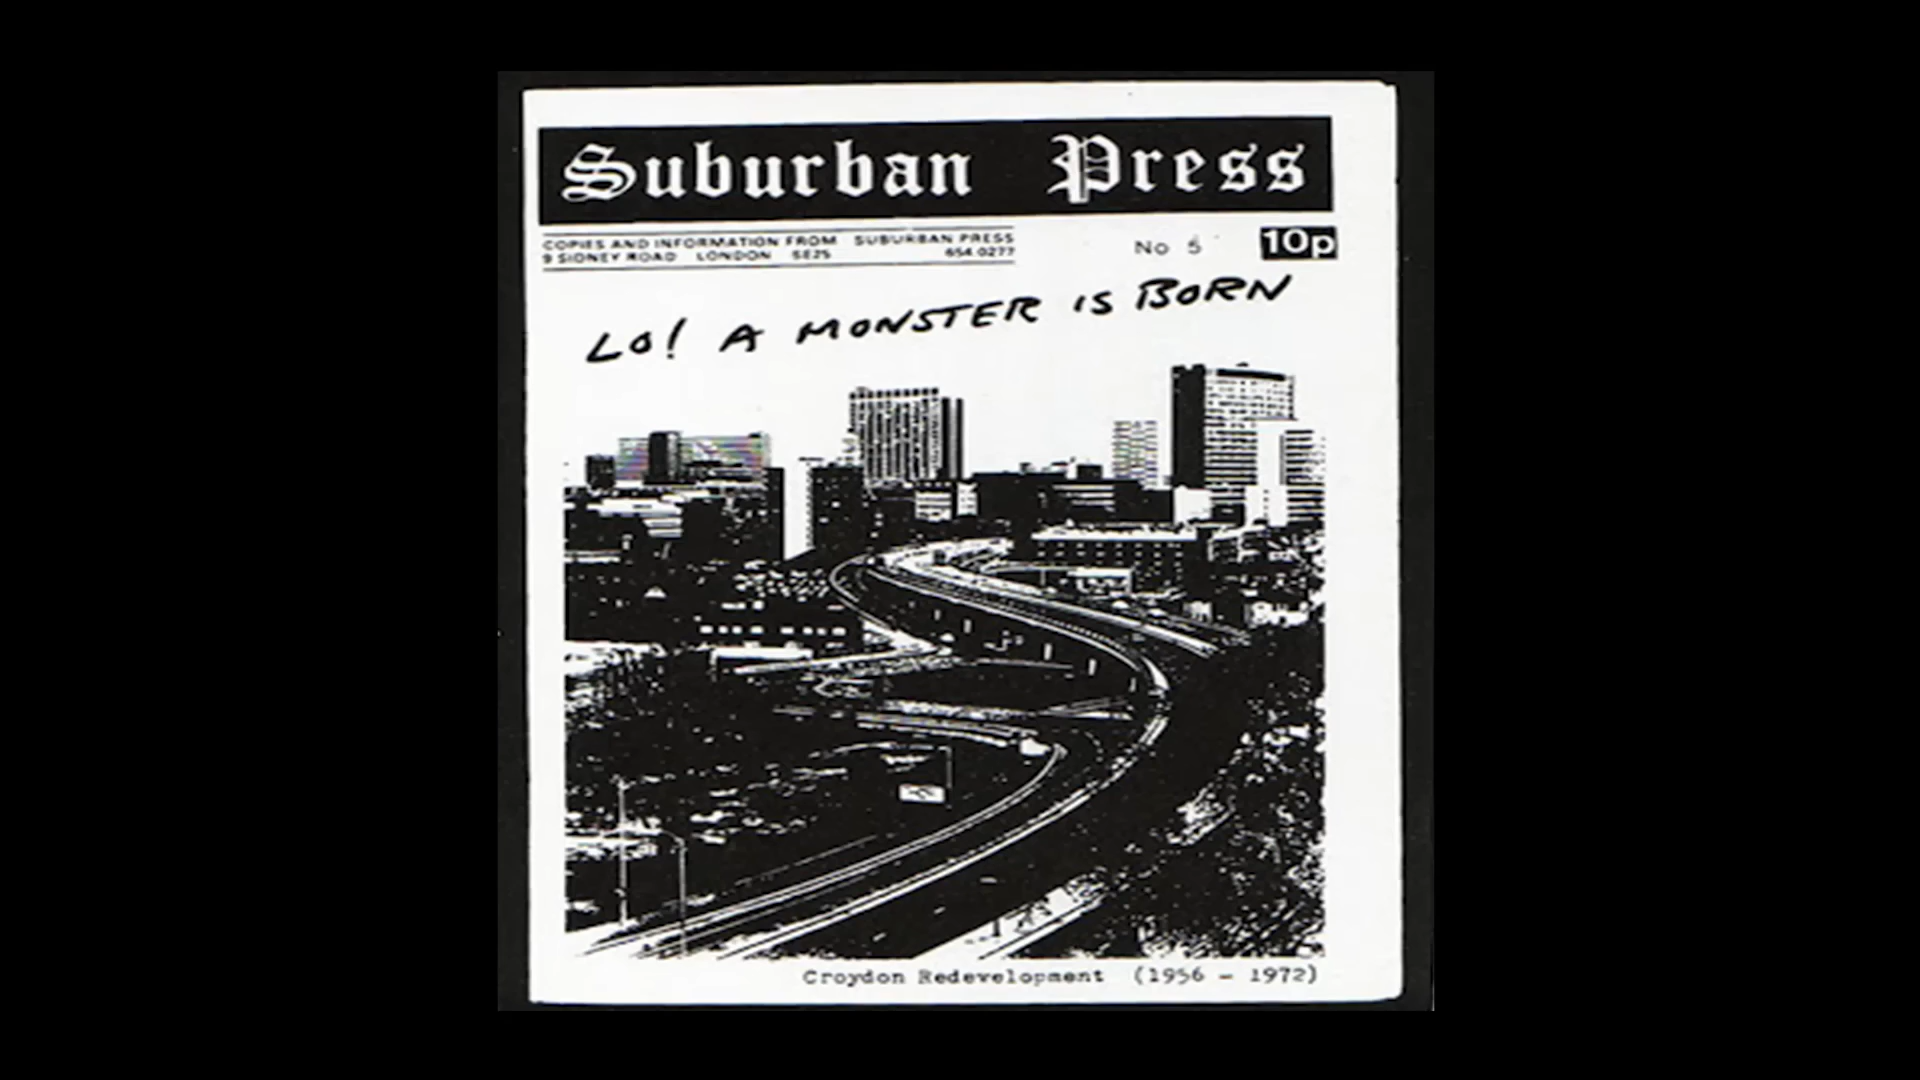 Suburban Press
COPIES AND INFORMATION FROM SUBURBAN PRESS
9 SIDNEY ROAD LONDON SE25 654 0277
No 5 10p
LO! A MONSTER IS BORN
Croydon Redevelopment (1956 - 1972)